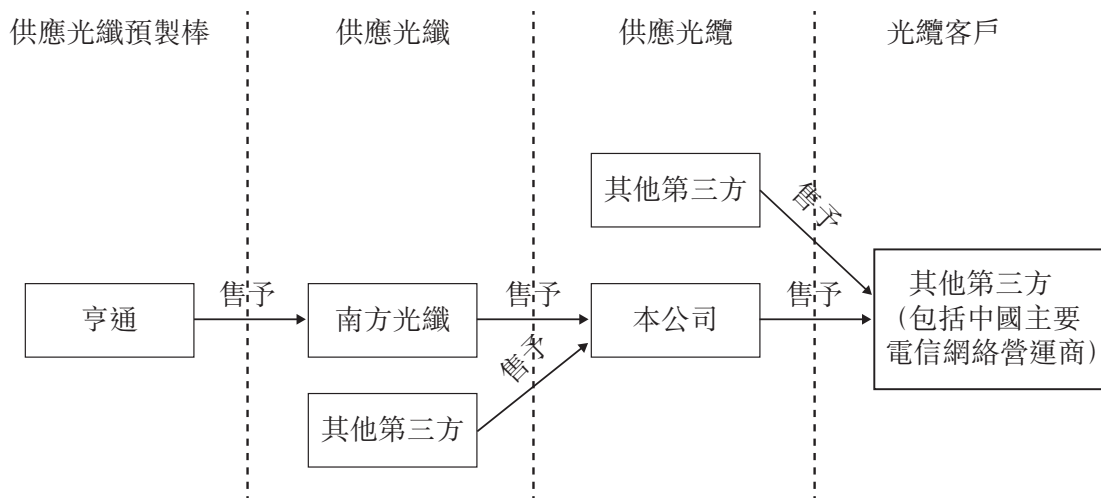 供應光纖預製棒
供應光纖
供應光纜
光纜客戶
其他第三方
售予
亨通
售予
南方光纖
售予
本公司
售予
其他第三方
(包括中國主要
電信網絡營運商)
售予
其他第三方